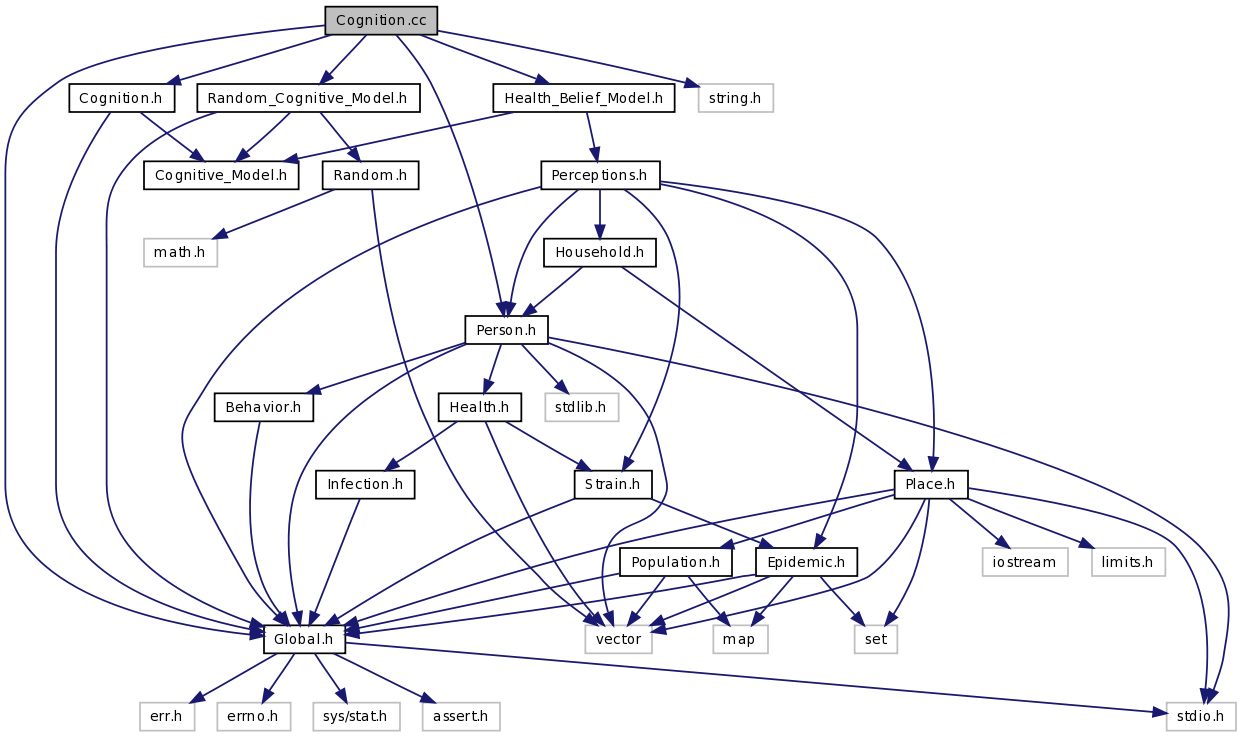 Cognition.cc
Cognition.h
Random_Cognitive_Model.h
Health_Belief_Model.h
string.h
Cognitive_Model.h
Random.h
Perceptions.h
math.h
Household.h
Person.h
Behavior.h
Health.h
stdlib.h
Infection.h
Strain.h
Place.h
Population.h
Epidemic.h
iostream
limits.h
Global.h
vector
map
set
err.h
errno.h
sys/stat.h
assert.h
stdio.h